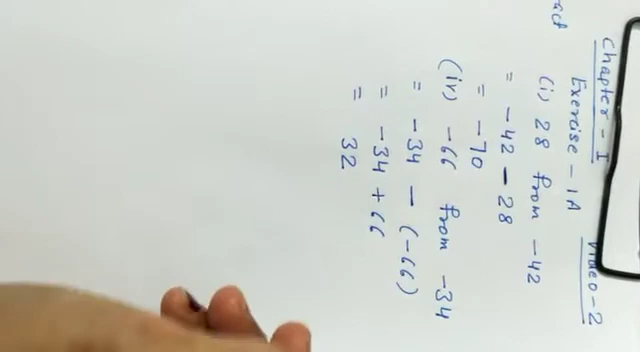 Chapter - I Video-2
Exercise - 1A
act
(i) 28 from -42
= -42 - 28
= -70
(iv) -66 from -34
= -34 - (-66)
= -34 + 66
= 32